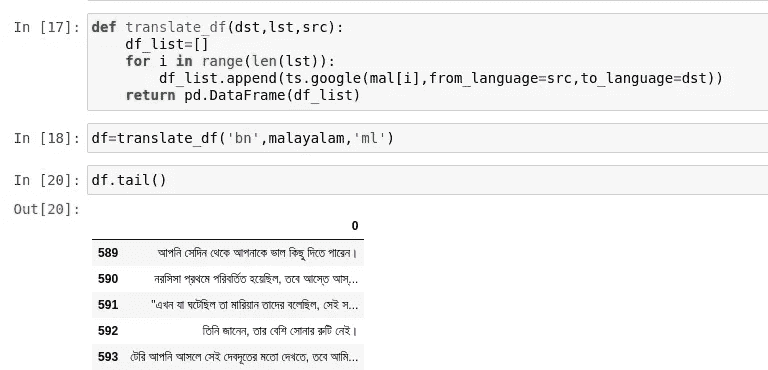 In [17]: def translate_df(dst,lst,src):
df_list=[]
for i in range(len(lst)):
df_list.append(ts.google(mal[i],from_language=src,to_language=dst))
return pd.DataFrame(df_list)
In [18]: df=translate_df('bn',malayalam,'ml')
In [20]: df.tail()
Out[20]:
0
589 আপনি সেদিন থেকে আপনাকে ভাল কিছু দিতে পারেন।
590 নরসিসা প্রথমে পরিবর্তিত হয়েছিল, তবে আস্তে আস্...
591 "এখন যা ঘটেছিল তা মারিয়ান তাদের বলেছিল, সেই স...
592 তিনি জানেন, তার বেশি সোনার রুটি নেই।
593 টেরি আপনি আসলে সেই দেবদূতের মতো দেখতে, তবে আমি...